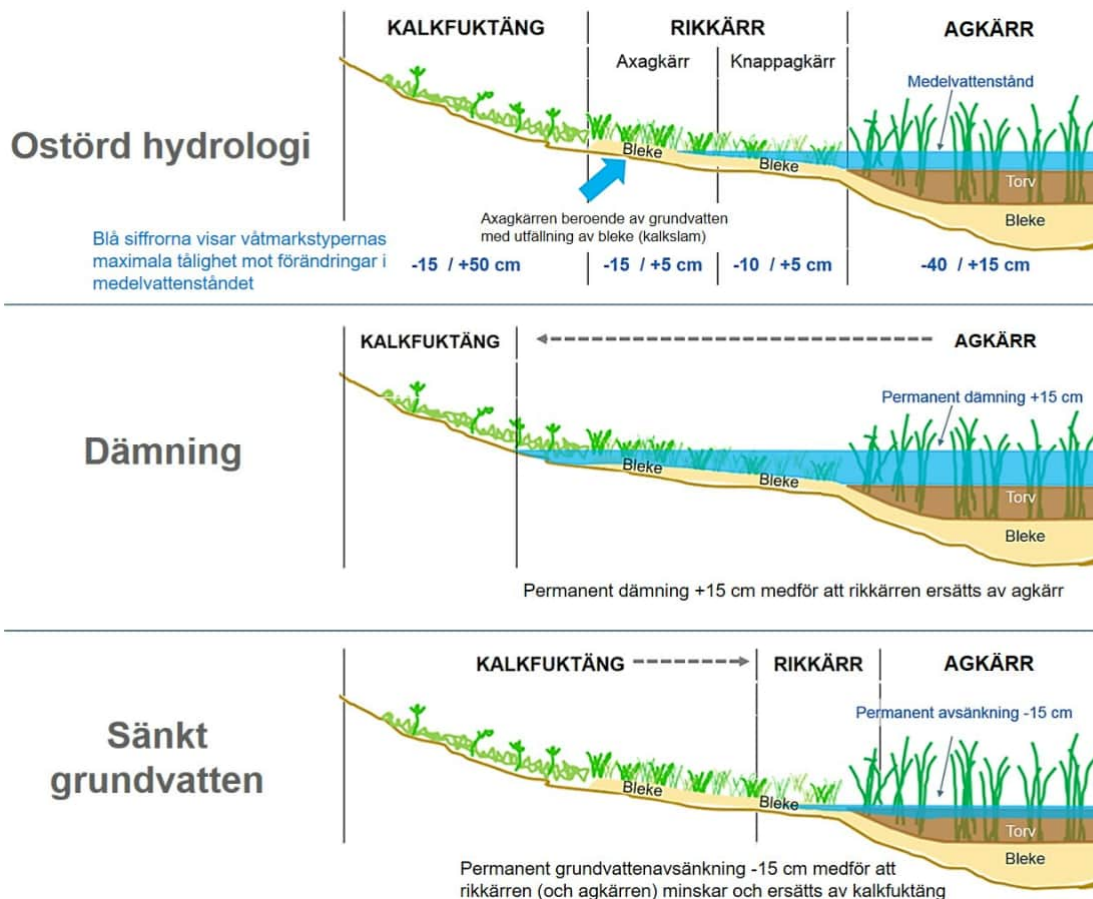 KALKFUKTÄNG
RIKKÄRR
AGKÄRR
Axagkärr
Knappagkärr
Medelvattenstånd
Ostörd hydrologi
Bleke
Bleke
Torv
Bleke
Axagkärren beroende av grundvatten
med utfällning av bleke (kalkslam)
Blå siffrorna visar våtmarkstypernas
maximala tålighet mot förändringar i
medelvattenståndet
-15 / +50 cm
-15 / +5 cm
-10 / +5 cm
-40 / +15 cm
KALKFUKTÄNG
AGKÄRR
Permanent dämning +15 cm
Dämning
Bleke
Bleke
Torv
Bleke
Permanent dämning +15 cm medför att rikkärren ersätts av agkärr
KALKFUKTÄNG
RIKKÄRR
AGKÄRR
Permanent avsänkning -15 cm
Sänkt
grundvatten
Bleke
Bleke
Torv
Bleke
Permanent grundvattenavsänkning -15 cm medför att
rikkärren (och agkärren) minskar och ersätts av kalkfuktäng